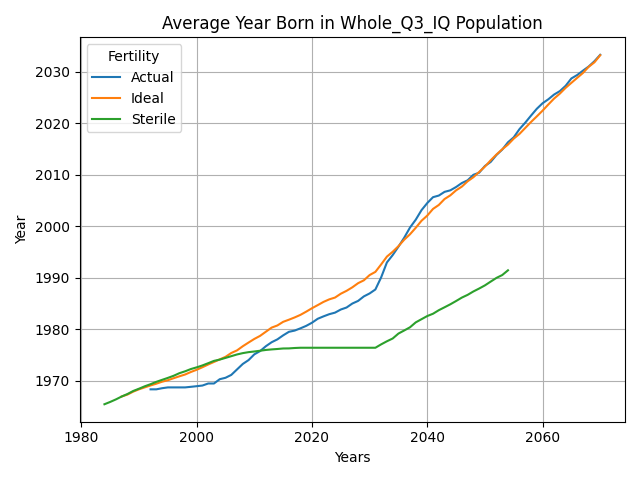 Average Year Born in Whole_Q3_IQ Population
Fertility
Actual
Ideal
Sterile
2030
2020
2010
2000
1990
1980
1970
Year
1980
2000
2020
2040
2060
Years